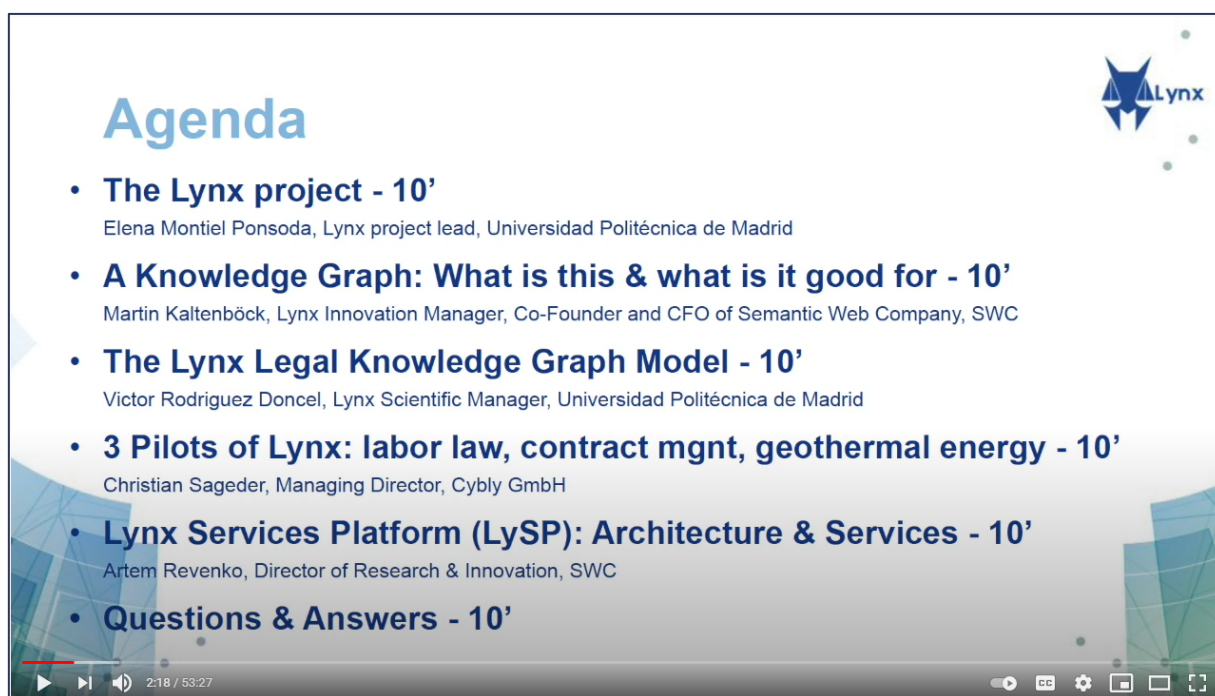 Lynx
Agenda
• The Lynx project - 10’
Elena Montiel Ponsoda, Lynx project lead, Universidad Politécnica de Madrid
• A Knowledge Graph: What is this & what is it good for - 10’
Martin Kaltenböck, Lynx Innovation Manager, Co-Founder and CFO of Semantic Web Company, SWC
• The Lynx Legal Knowledge Graph Model - 10’
Victor Rodriguez Doncel, Lynx Scientific Manager, Universidad Politécnica de Madrid
• 3 Pilots of Lynx: labor law, contract mgnt, geothermal energy - 10’
Christian Sageder, Managing Director, Cybly GmbH
• Lynx Services Platform (LySP): Architecture & Services - 10’
Artem Revenko, Director of Research & Innovation, SWC
• Questions & Answers - 10’
2:18 / 53:27 CC